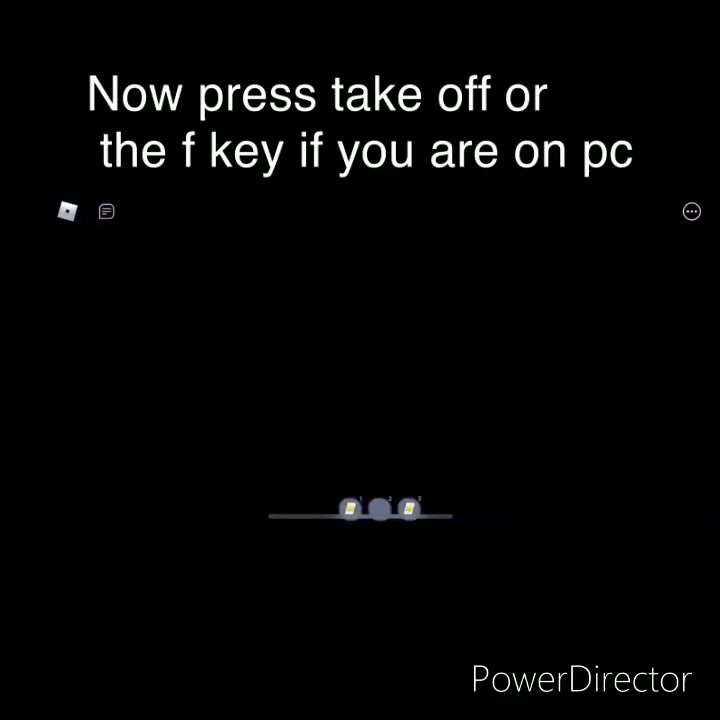 Now press take off or
the f key if you are on pc
PowerDirector